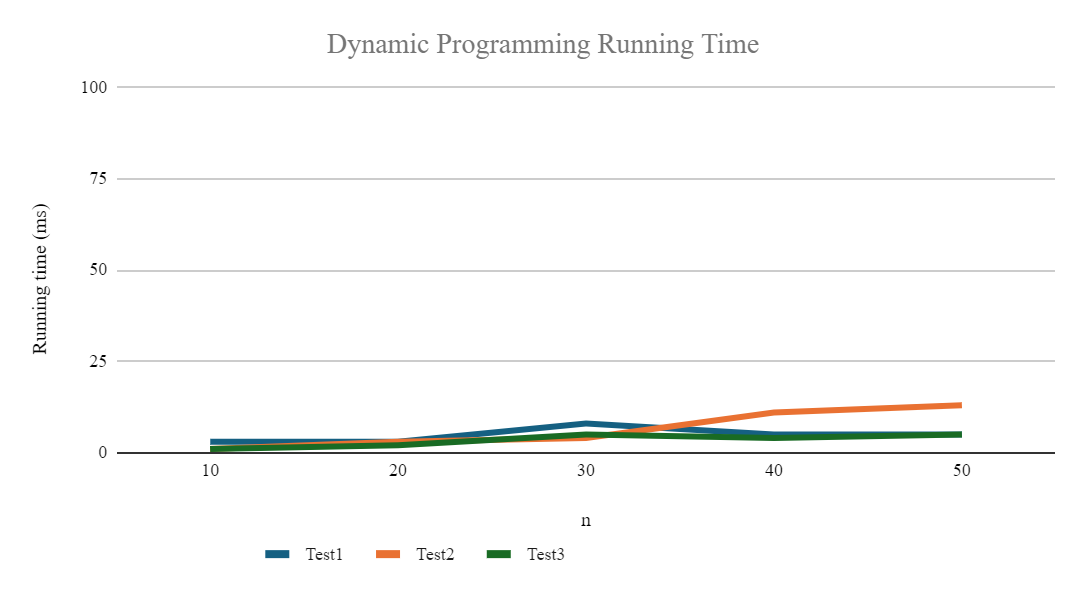 Dynamic Programming Running Time
100
75
50
25
0
Running time (ms)
10 20 30 40 50
n
Test1 Test2 Test3